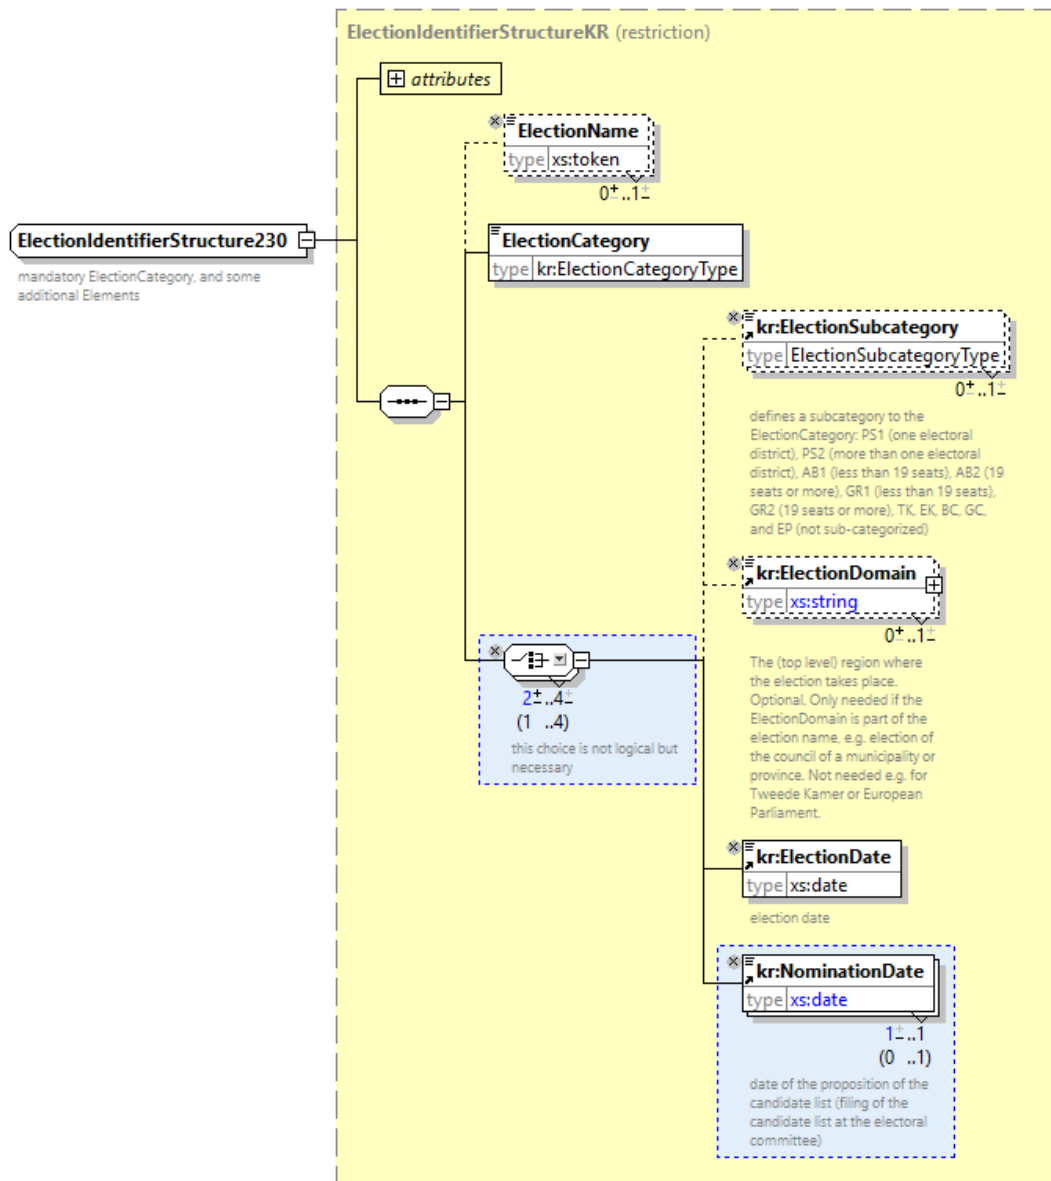 ElectionIdentifierStructureKR (restriction)
attributes
ElectionName
type xs:token
0±..1±
ElectionIdentifierStructure230
mandatory ElectionCategory, and some
additional Elements
ElectionCategory
type kr:ElectionCategoryType
kr:ElectionSubcategory
type ElectionSubcategoryType
0±..1±
defines a subcategory to the
ElectionCategory: PS1 (one electoral
district), PS2 (more than one electoral
district), AB1 (less than 19 seats), AB2 (19
seats or more), GR1 (less than 19 seats),
GR2 (19 seats or more), TK, EK, BC, GC,
and EP (not sub-categorized)
kr:ElectionDomain
type xs:string
0±..1±
The (top level) region where
the election takes place.
Optional. Only needed if the
ElectionDomain is part of the
election name, e.g. election of
the council of a municipality or
province. Not needed e.g. for
Tweede Kamer or European
Parliament.
2±..4±
(1 ..4)
this choice is not logical but
necessary
kr:ElectionDate
type xs:date
election date
kr:NominationDate
type xs:date
1±..1
(0 ..1)
date of the proposition of the
candidate list (filing of the
candidate list at the electoral
committee)